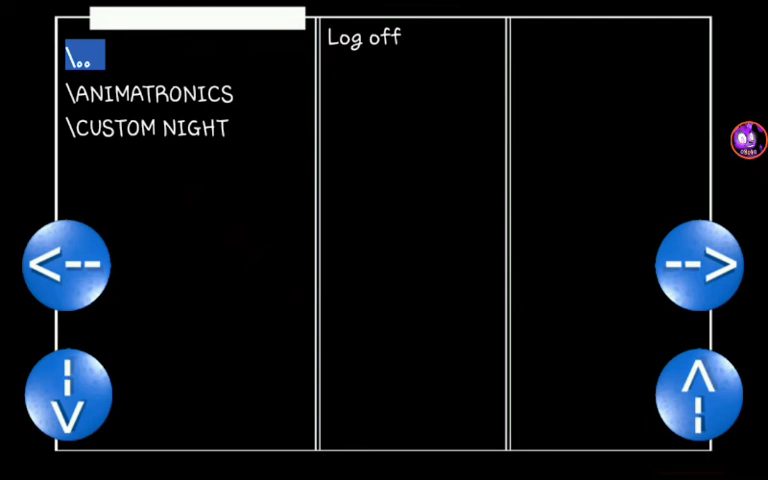 \..
\ANIMATRONICS
\CUSTOM NIGHT
Log off
<--
-->